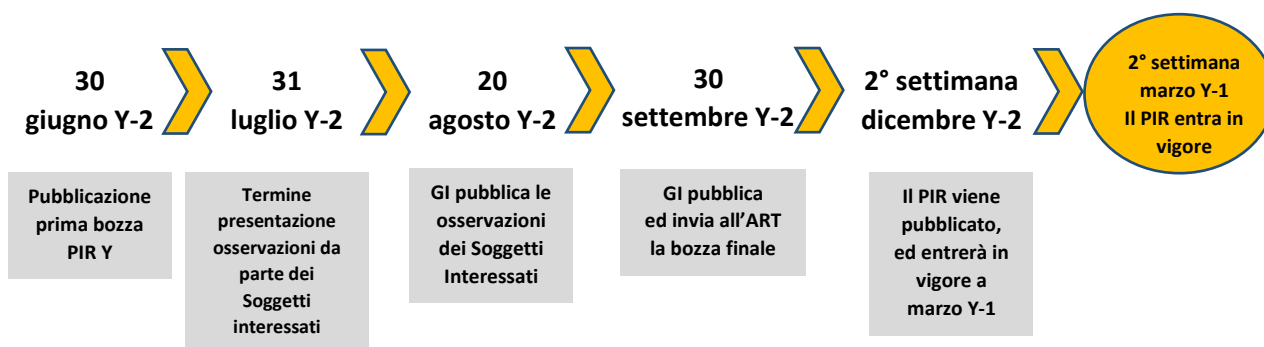 30
giugno Y-2
31
luglio Y-2
20
agosto Y-2
30
settembre Y-2
2° settimana
dicembre Y-2
2° settimana
marzo Y-1
Il PIR entra in
vigore
Pubblicazione
prima bozza
PIR Y
Termine
presentazione
osservazioni da
parte dei
Soggetti
interessati
GI pubblica le
osservazioni
dei Soggetti
Interessati
GI pubblica
ed invia all’ART
la bozza finale
Il PIR viene
pubblicato,
ed entrerà in
vigore a
marzo Y-1